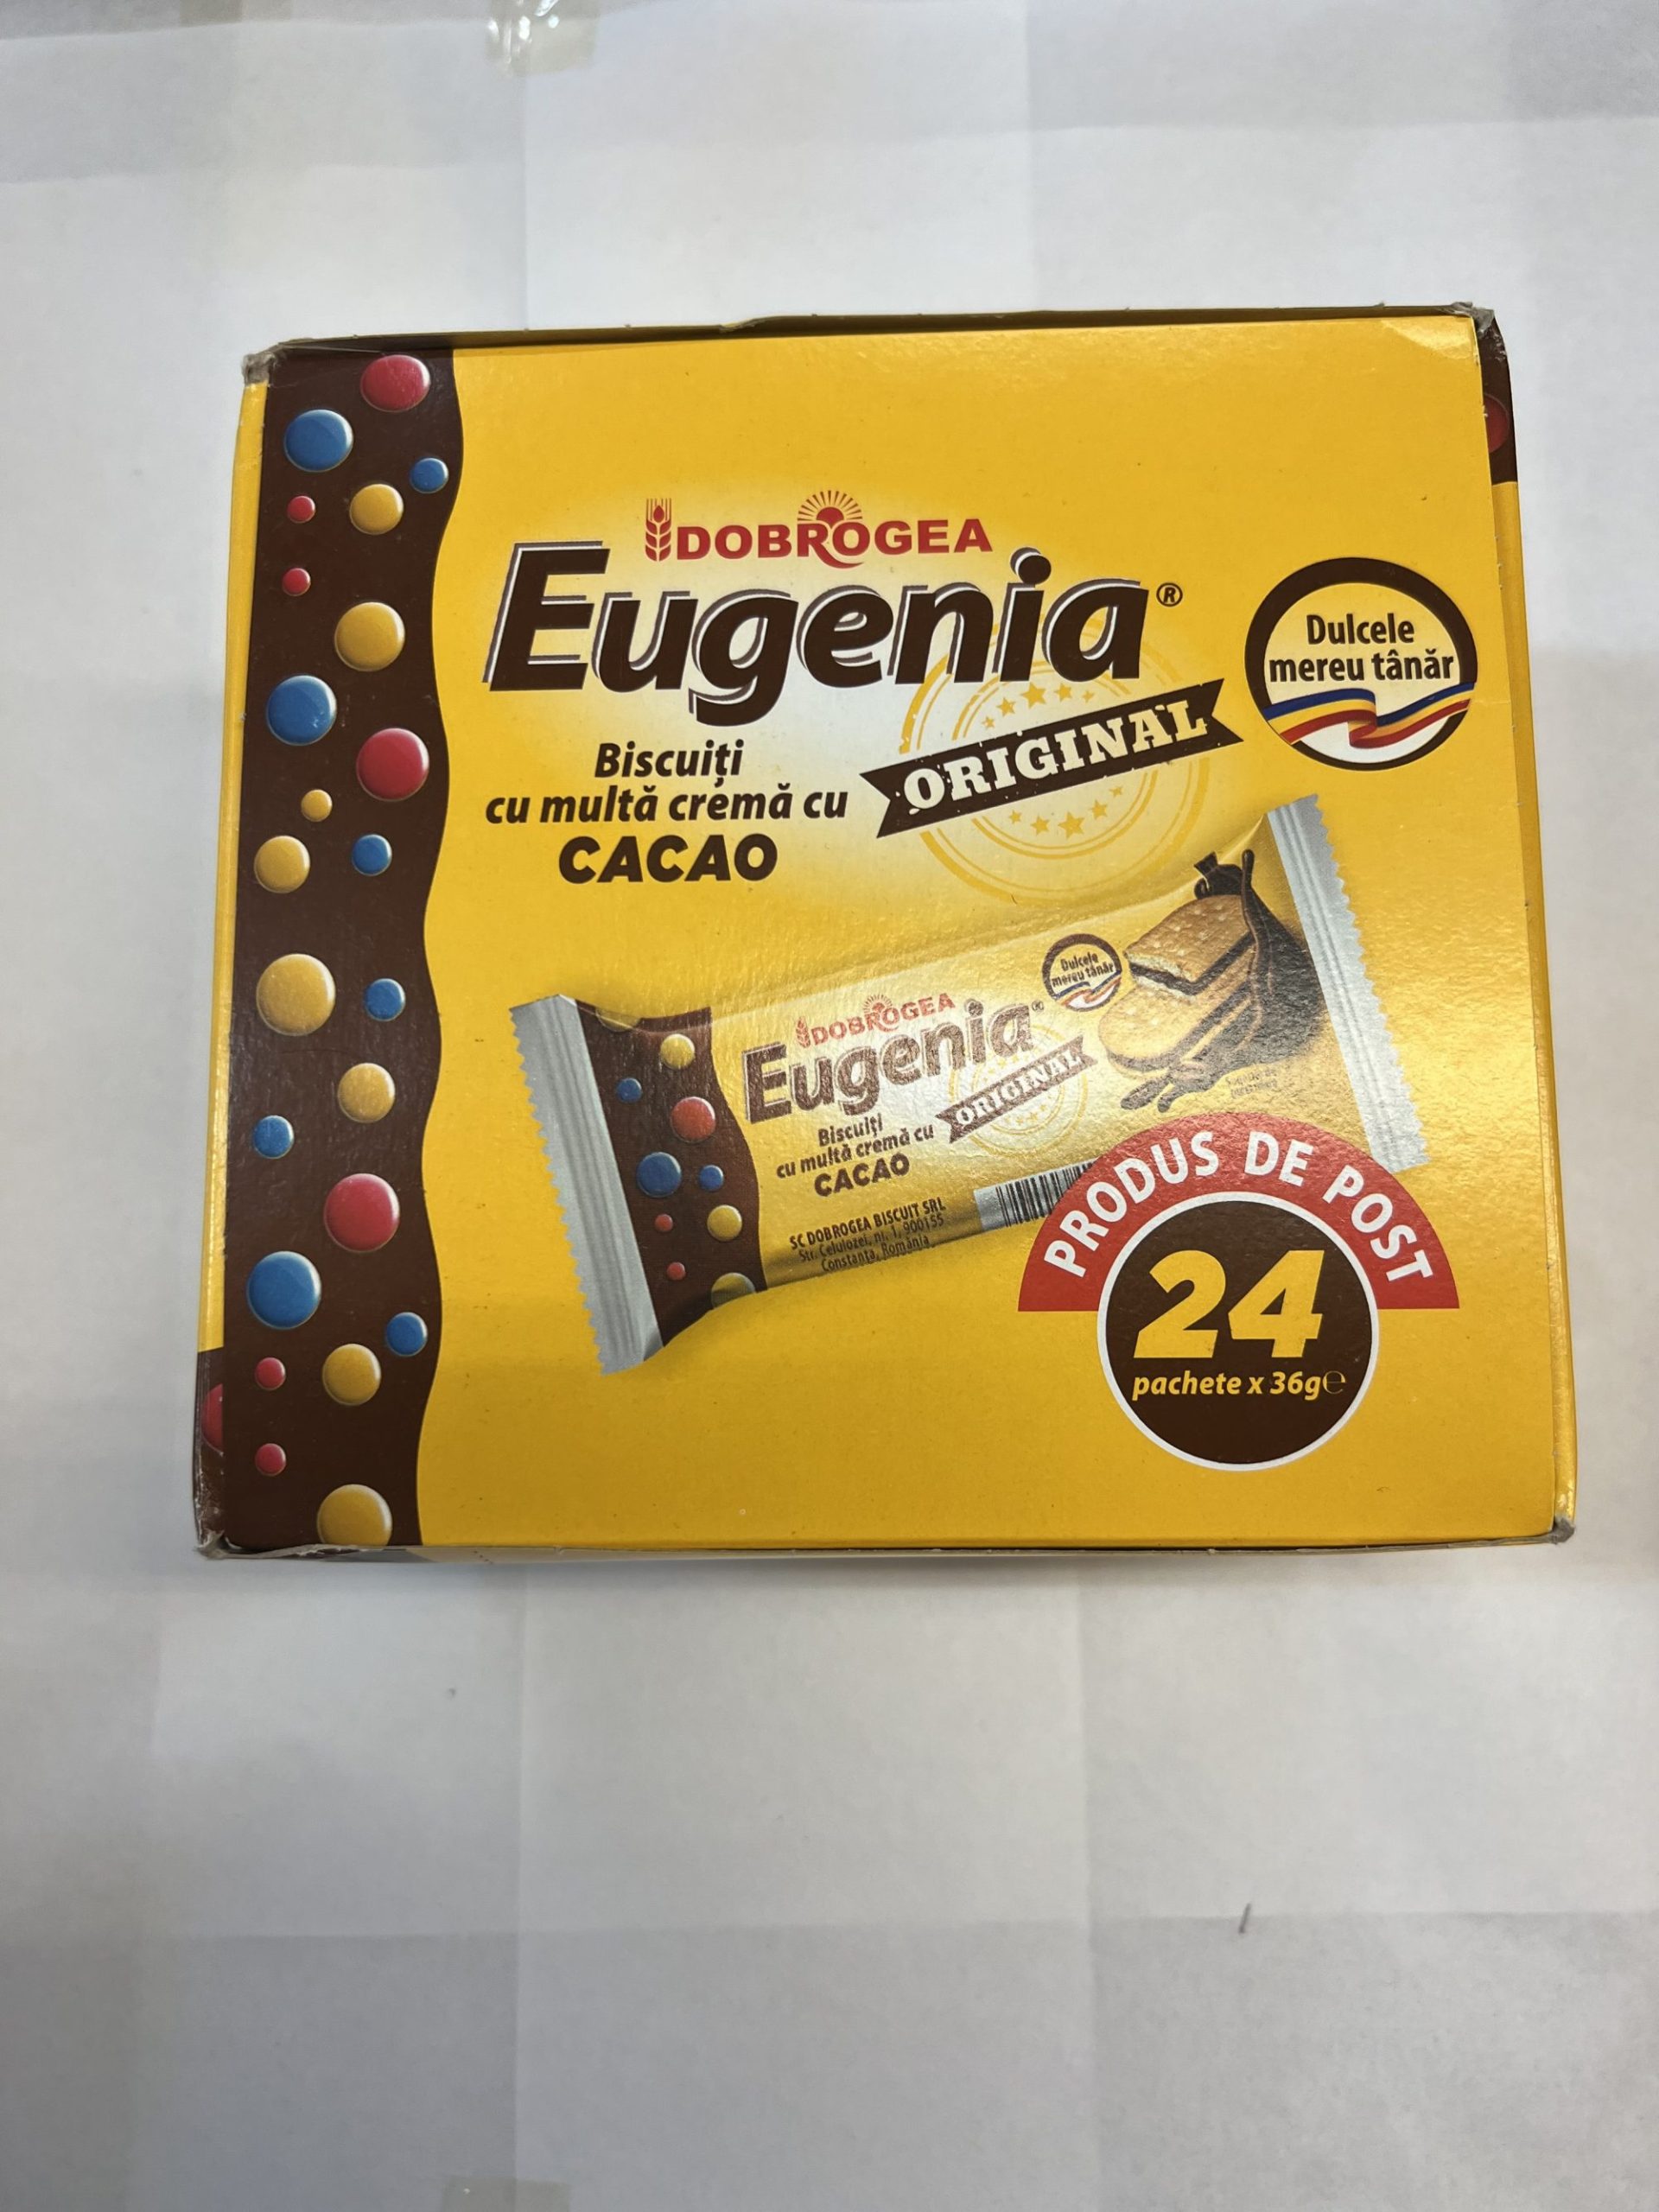 DOBROGEA
Eugenia®
ORIGINAL
Dulcele
mereu tânăr
Biscuiți
cu multă cremă cu
CACAO
DOBROGEA
Eugenia®
ORIGINAL
Dulcele
mereu tânăr
Biscuiți
cu multă cremă cu
CACAO
SC DOBROGEA BISCUIT SRL
Str. Celulozei, nr. 1, 900155
Constanța, România
PRODUS DE POST
24
pachete x 36g℮